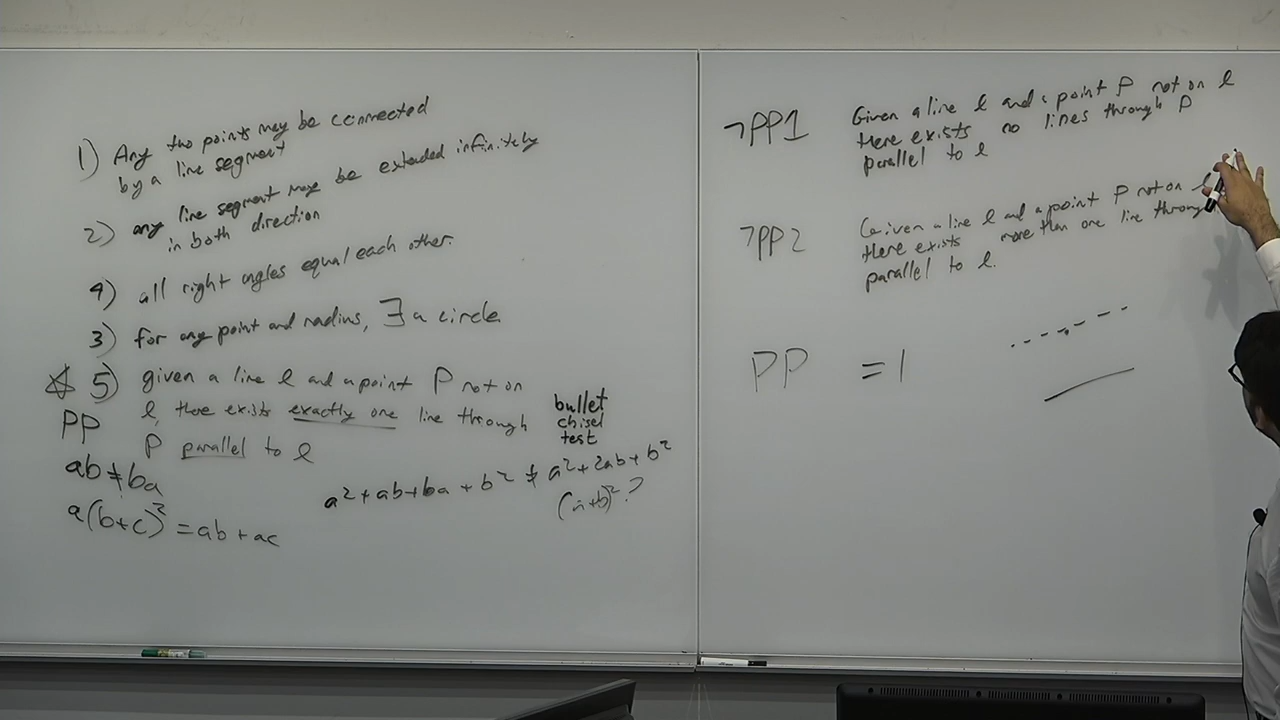 1) Any two points may be connected
by a line segment
2) any line segment may be extended infinitely
in both direction
4) all right angles equal each other.
3) for any point and radius, ∃ a circle
☆ 5) given a line l and a point P not on
PP l, there exists exactly one line through
P parallel to l
bullet
chisel
test
ab ≠ ba
a² + ab + ba + b² ≠ a² + 2ab + b²
(a+b)² ?
a(b+c)² = ab + ac
¬PP1 Given a line l and a point P not on l
there exists no lines through P
parallel to l
¬PP2 Given a line l and a point P not on
there exists more than one line through
parallel to l.
PP = 1